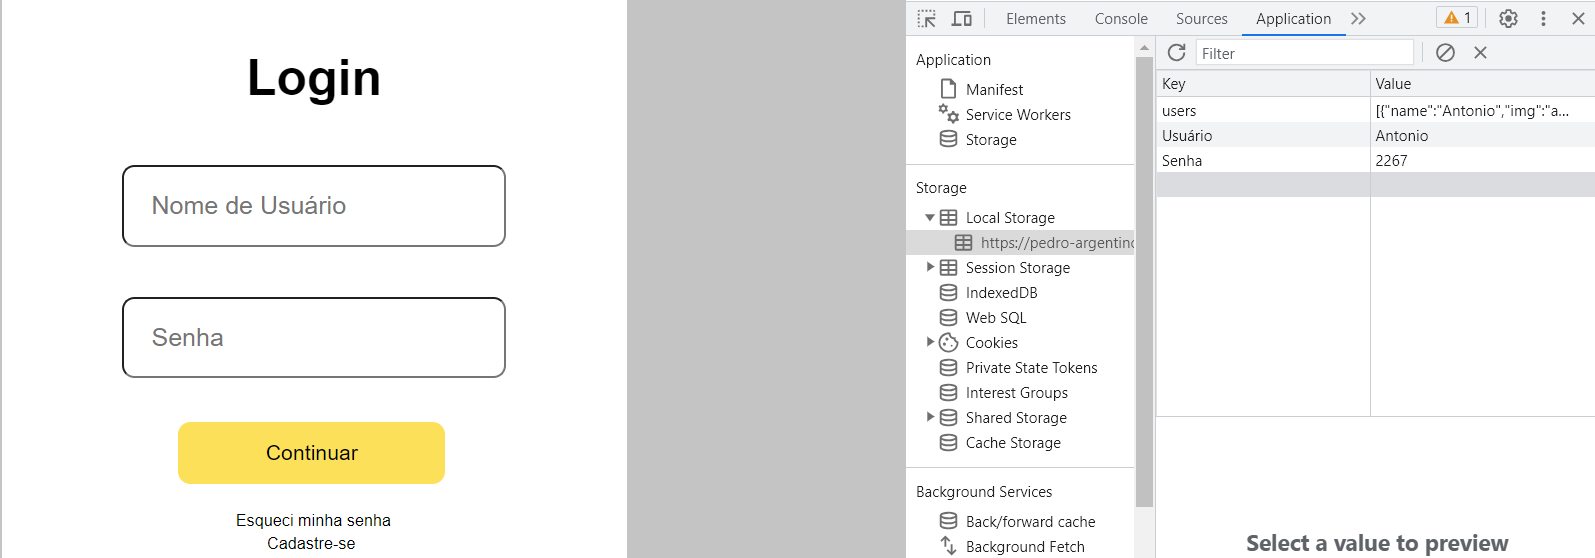 Login
Nome de Usuário
Senha
Continuar
Esqueci minha senha
Cadastre-se
Elements Console Sources Application 1
Application
Manifest
Service Workers
Storage
Storage
Local Storage
https://pedro-argentino
Session Storage
IndexedDB
Web SQL
Cookies
Private State Tokens
Interest Groups
Shared Storage
Cache Storage
Background Services
Back/forward cache
Background Fetch
Filter
Key Value
users [{"name":"Antonio","img":"a...
Usuário Antonio
Senha 2267
Select a value to preview